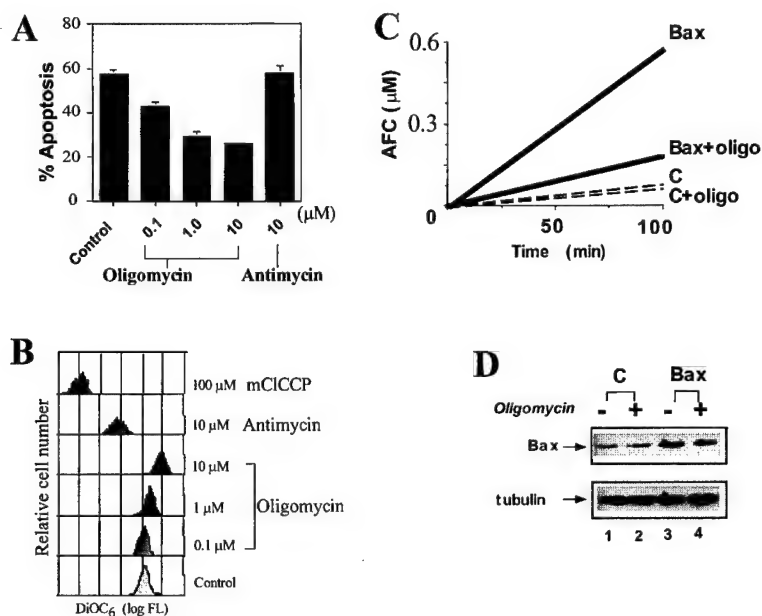 A
% Apoptosis
80
60
40
20
0
Control
0.1
1.0
10
10
(μM)
Oligomycin
Antimycin
B
Relative cell number
100 μM mClCCP
10 μM Antimycin
10 μM
1 μM
0.1 μM
Oligomycin
Control
DiOC6 (log FL)
C
AFC (μM)
0.6
0.3
0
50
100
Time (min)
Bax
Bax+oligo
C
C+oligo
D
C
Bax
Oligomycin - + - +
Bax
tubulin
1 2 3 4